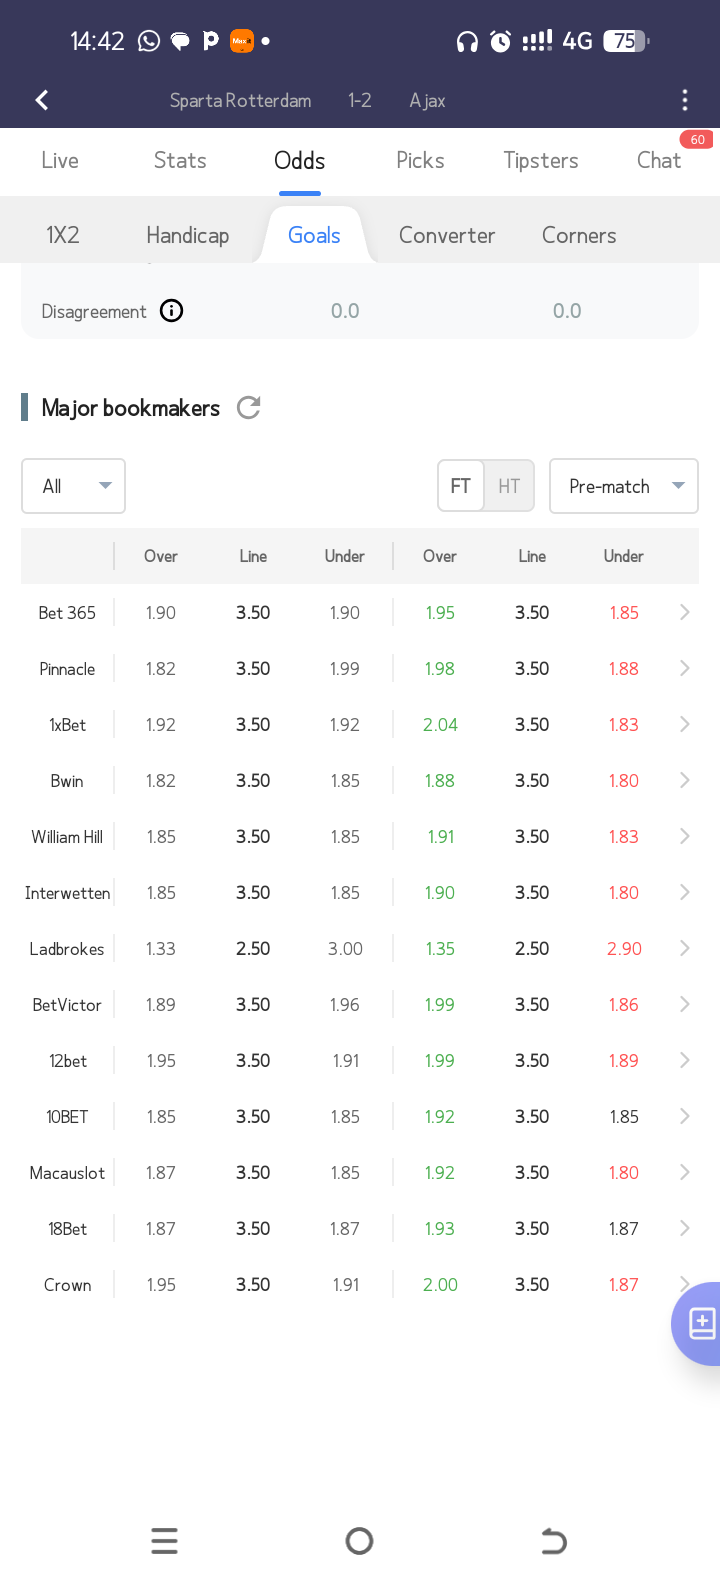 14:42 4G 75
Sparta Rotterdam 1-2 Ajax
60
Live Stats Odds Picks Tipsters Chat
1X2 Handicap Goals Converter Corners
Disagreement 0.0 0.0
Major bookmakers
All FT HT Pre-match
Over Line Under Over Line Under
Bet 365 1.90 3.50 1.90 1.95 3.50 1.85
Pinnacle 1.82 3.50 1.99 1.98 3.50 1.88
1xBet 1.92 3.50 1.92 2.04 3.50 1.83
Bwin 1.82 3.50 1.85 1.88 3.50 1.80
William Hill 1.85 3.50 1.85 1.91 3.50 1.83
Interwetten 1.85 3.50 1.85 1.90 3.50 1.80
Ladbrokes 1.33 2.50 3.00 1.35 2.50 2.90
BetVictor 1.89 3.50 1.96 1.99 3.50 1.86
12bet 1.95 3.50 1.91 1.99 3.50 1.89
10BET 1.85 3.50 1.85 1.92 3.50 1.85
Macauslot 1.87 3.50 1.85 1.92 3.50 1.80
18Bet 1.87 3.50 1.87 1.93 3.50 1.87
Crown 1.95 3.50 1.91 2.00 3.50 1.87